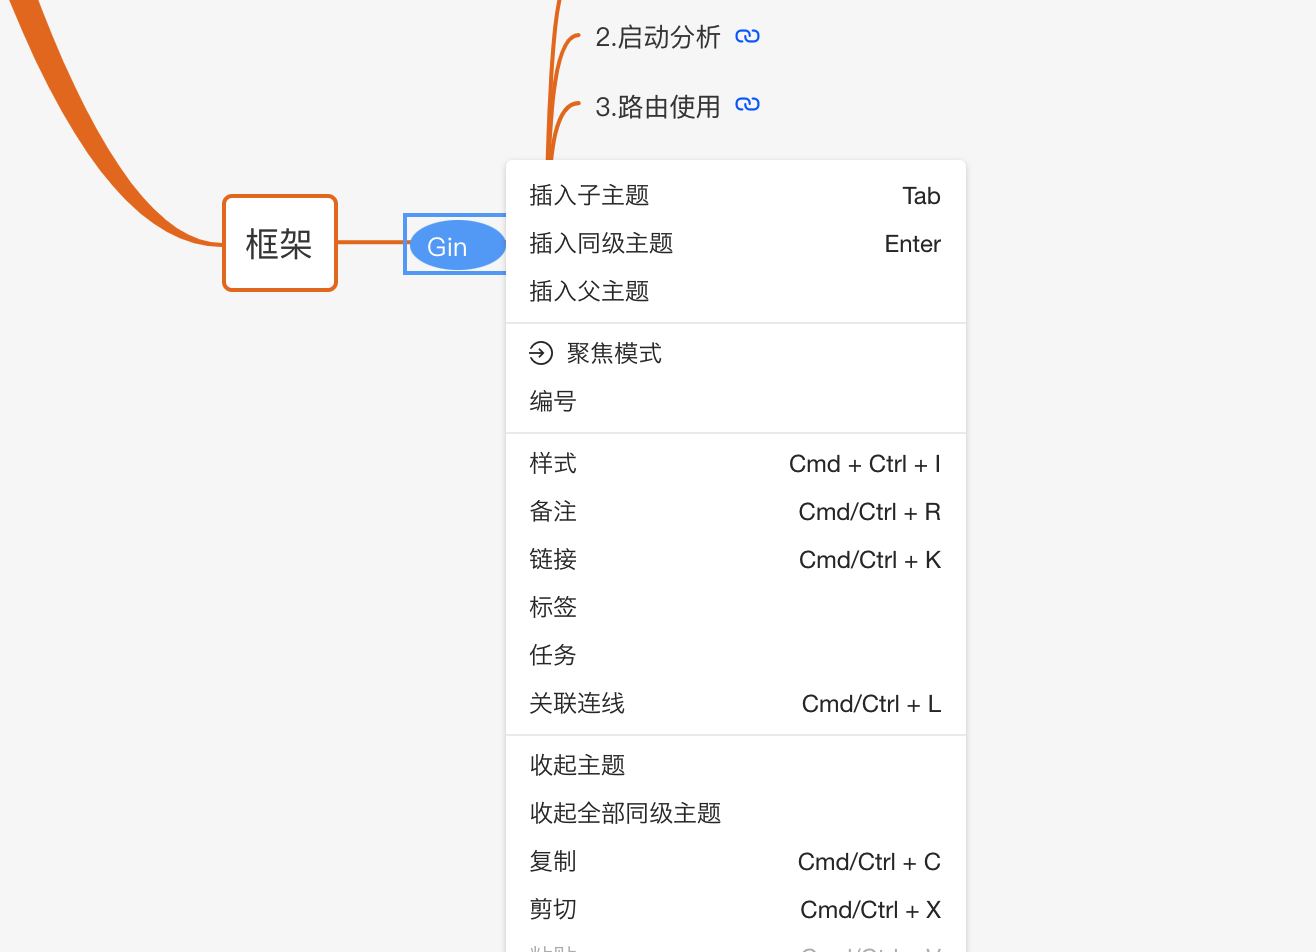 2.启动分析
3.路由使用
框架
Gin
插入子主题 Tab
插入同级主题 Enter
插入父主题
聚焦模式
编号
样式 Cmd + Ctrl + I
备注 Cmd/Ctrl + R
链接 Cmd/Ctrl + K
标签
任务
关联连线 Cmd/Ctrl + L
收起主题
收起全部同级主题
复制 Cmd/Ctrl + C
剪切 Cmd/Ctrl + X